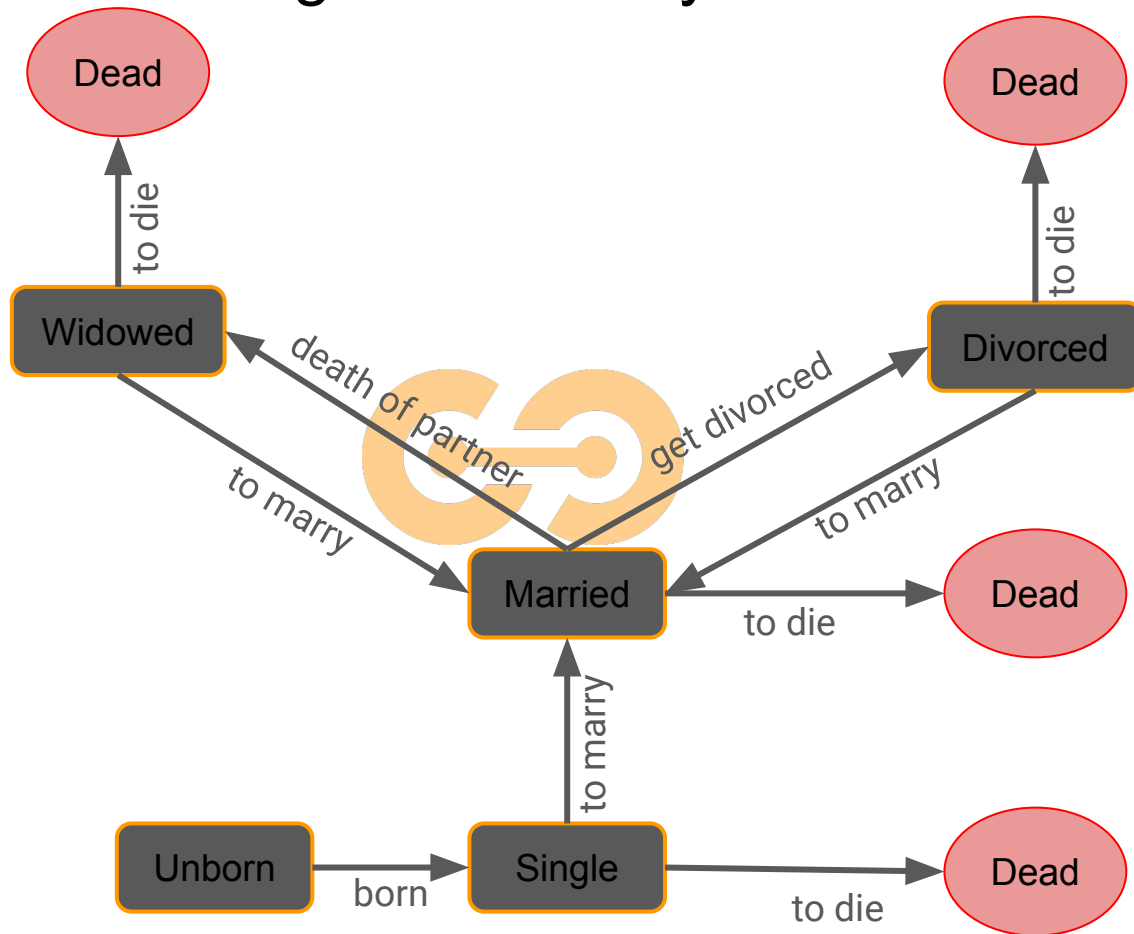 Dead
Dead
to die
to die
Widowed
Divorced
death of partner
get divorced
to marry
to marry
Married
Dead
to die
to marry
Unborn
Single
Dead
born
to die